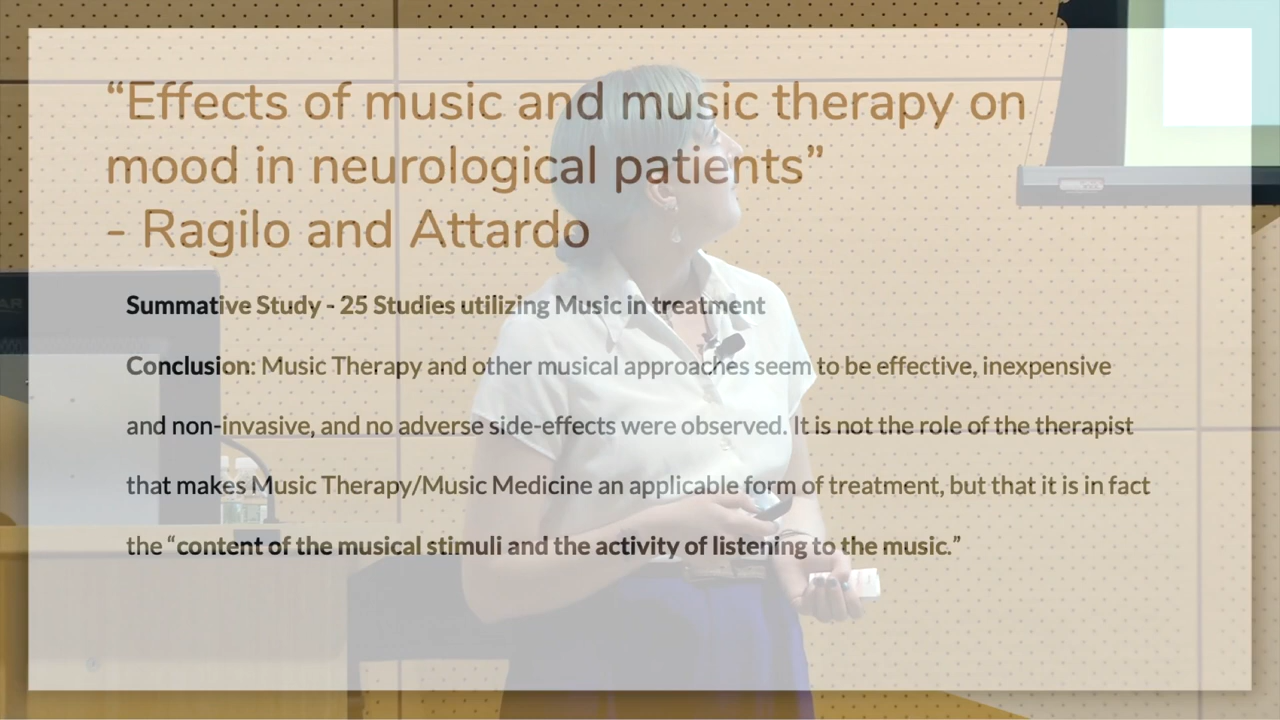 “Effects of music and music therapy on
mood in neurological patients”
- Ragilo and Attardo
Summative Study - 25 Studies utilizing Music in treatment
Conclusion: Music Therapy and other musical approaches seem to be effective, inexpensive
and non-invasive, and no adverse side-effects were observed. It is not the role of the therapist
that makes Music Therapy/Music Medicine an applicable form of treatment, but that it is in fact
the “content of the musical stimuli and the activity of listening to the music.”